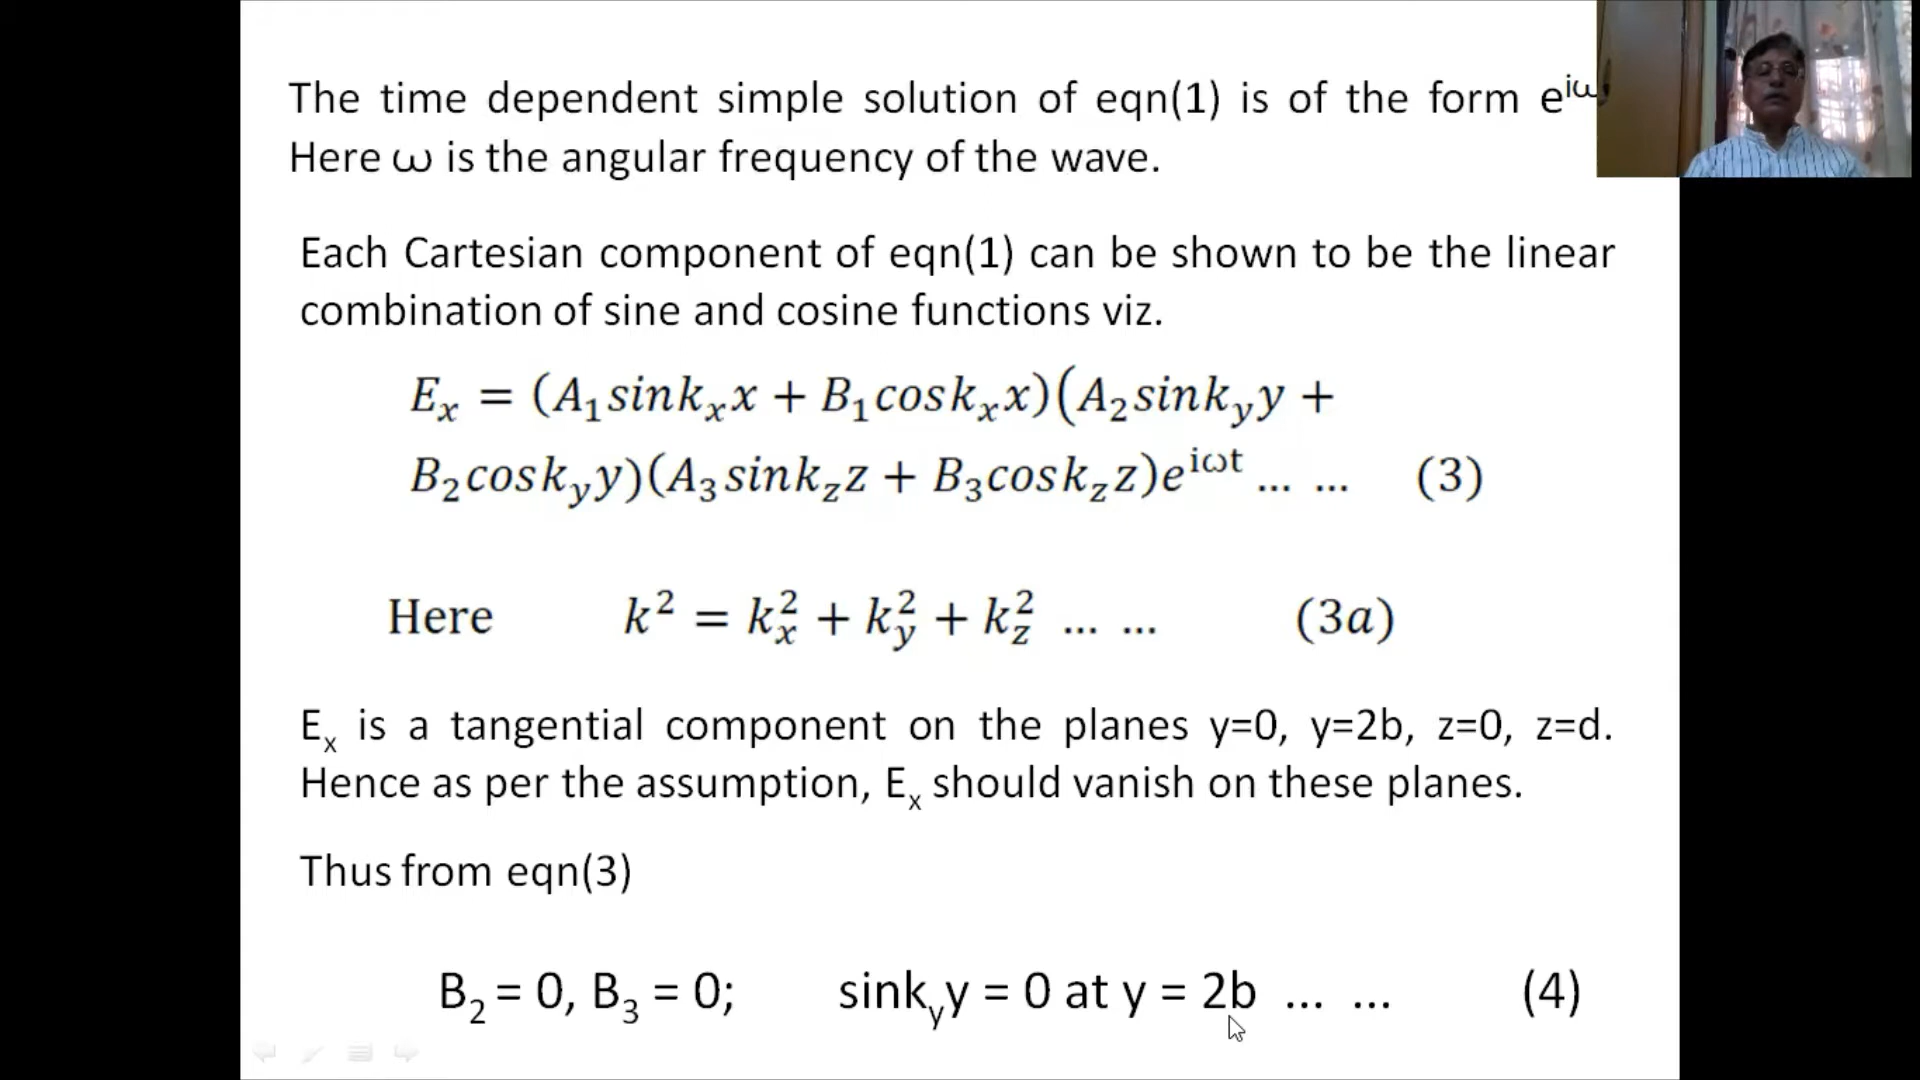 The time dependent simple solution of eqn(1) is of the form e^{iω}
Here ω is the angular frequency of the wave.
Each Cartesian component of eqn(1) can be shown to be the linear
combination of sine and cosine functions viz.
E_x = (A_1 sink_x x + B_1 cosk_x x)(A_2 sink_y y +
B_2 cosk_y y)(A_3 sink_z z + B_3 cosk_z z)e^{iωt} ... ... (3)
Here k^2 = k_x^2 + k_y^2 + k_z^2 ... ... (3a)
E_x is a tangential component on the planes y=0, y=2b, z=0, z=d.
Hence as per the assumption, E_x should vanish on these planes.
Thus from eqn(3)
B_2 = 0, B_3 = 0; sink_y y = 0 at y = 2b ... ... (4)